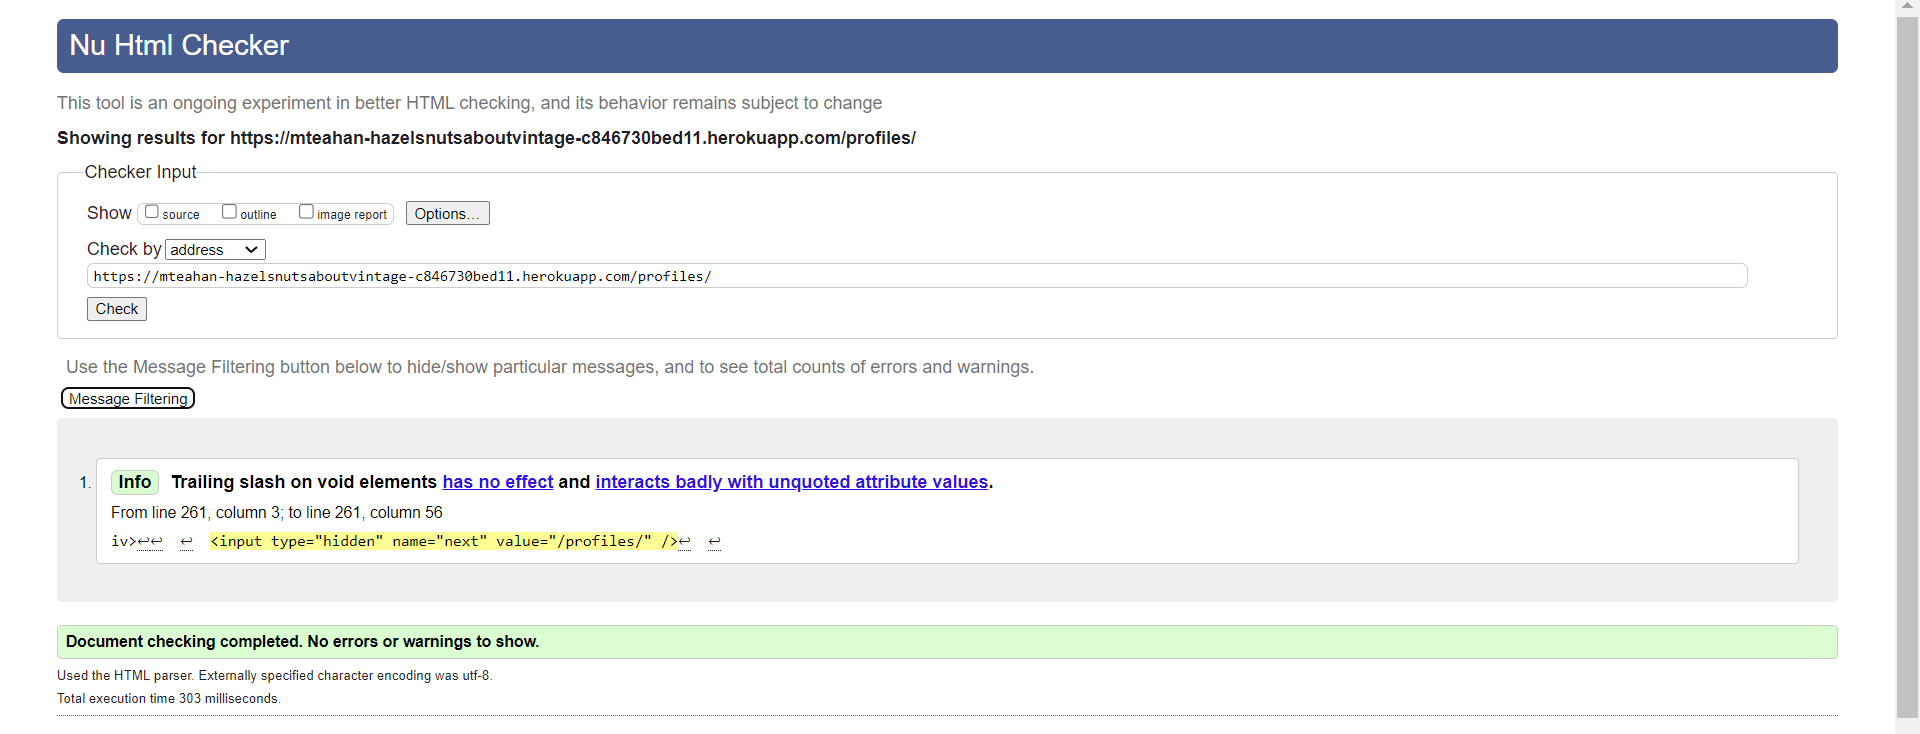 Nu Html Checker
This tool is an ongoing experiment in better HTML checking, and its behavior remains subject to change
Showing results for https://mteahan-hazelsnutsaboutvintage-c846730bed11.herokuapp.com/profiles/
Checker Input
Show source outline image report Options...
Check by address
https://mteahan-hazelsnutsaboutvintage-c846730bed11.herokuapp.com/profiles/
Check
Use the Message Filtering button below to hide/show particular messages, and to see total counts of errors and warnings.
Message Filtering
1. Info Trailing slash on void elements has no effect and interacts badly with unquoted attribute values.
From line 261, column 3; to line 261, column 56
iv>↩↩ ↩ <input type="hidden" name="next" value="/profiles/" />↩ ↩
Document checking completed. No errors or warnings to show.
Used the HTML parser. Externally specified character encoding was utf-8.
Total execution time 303 milliseconds.